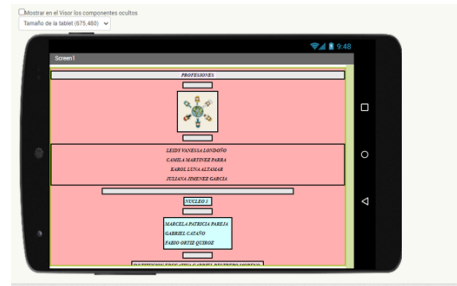 Mostrar en el Visor los componentes ocultos
Tamaño de la tablet (675,480)
9:48
Screen1
PROFESIONES
LEIDY VANESSA LONDOÑO
CAMILA MARTINEZ PARRA
KAROL LUNA ALTAMAR
JULIANA JIMENEZ GARCIA
NUCLEO 1
MARCELA PATRICIA PAREJA
GABRIEL CATAÑO
FABIO ORTIZ QUIROZ